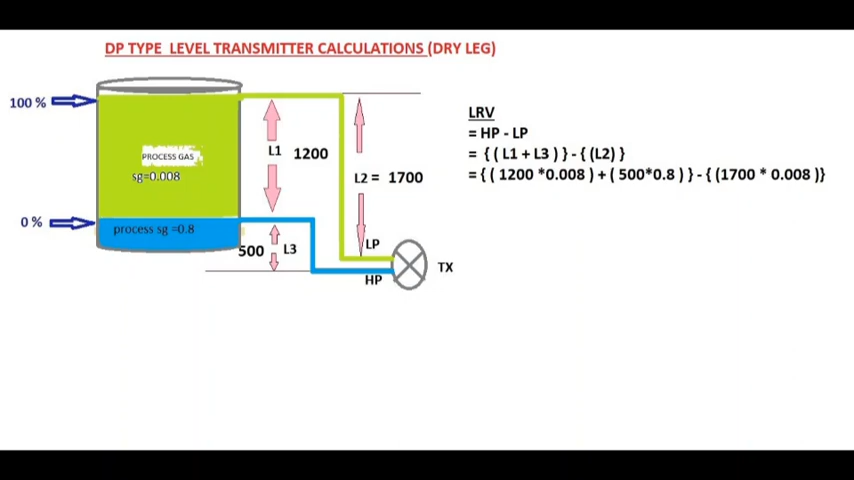 DP TYPE LEVEL TRANSMITTER CALCULATIONS (DRY LEG)
100 %
PROCESS GAS
sg=0.008
0 %
process sg =0.8
L1 1200
L2 = 1700
500 L3
LP
HP
TX
LRV
= HP - LP
= { ( L1 + L3 ) } - { (L2) }
= { ( 1200 *0.008 ) + ( 500*0.8 ) } - { (1700 * 0.008 )}